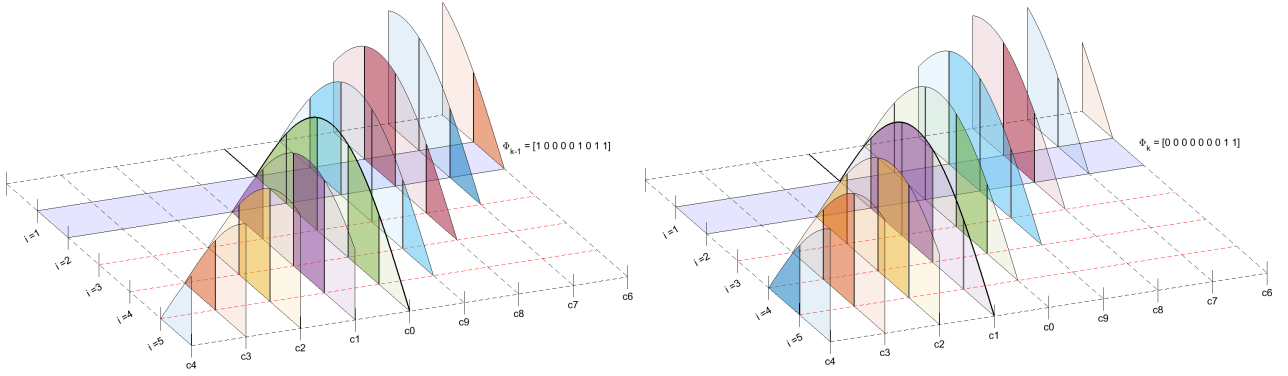 Φk-1 = [1 0 0 0 0 1 0 1 1]
i =1
i =2
i =3
i =4
i =5
c4
c3
c2
c1
c0
c9
c8
c7
c6
Φk = [0 0 0 0 0 0 0 1 1]
i =1
i =2
i =3
i =4
i =5
c4
c3
c2
c1
c0
c9
c8
c7
c6